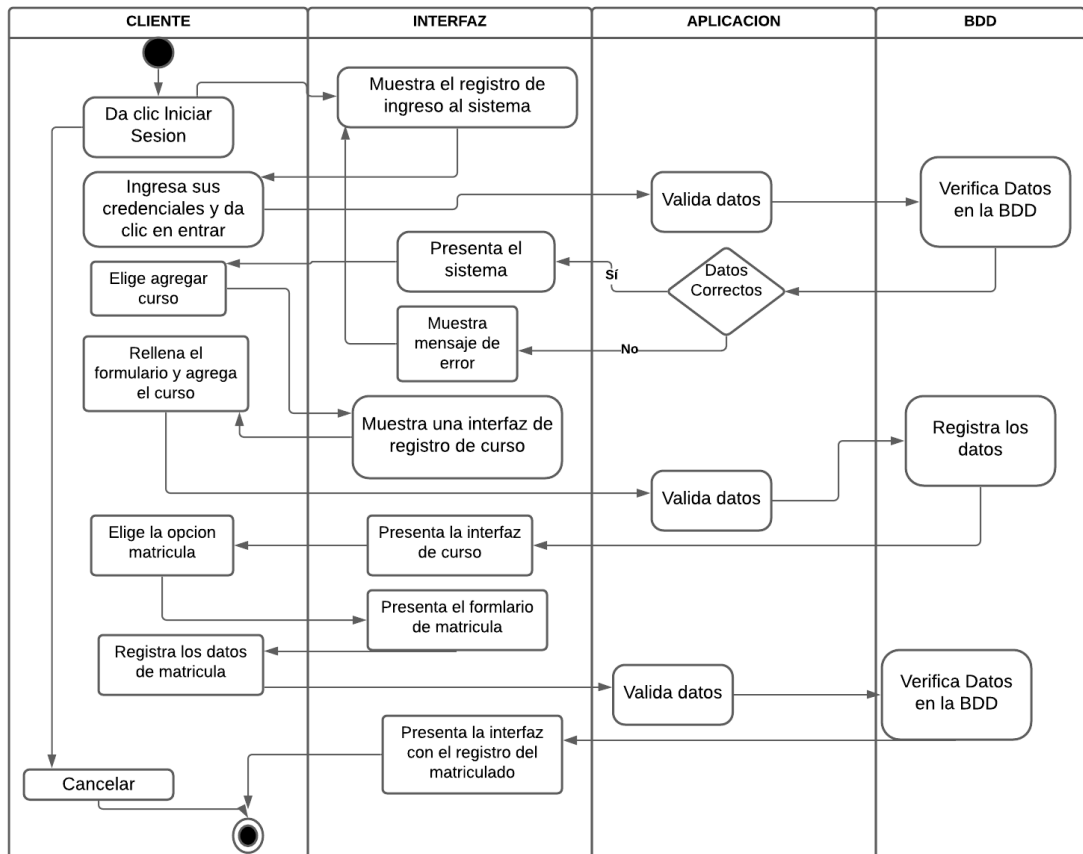 CLIENTE
INTERFAZ
APLICACION
BDD
Da clic Iniciar
Sesion
Muestra el registro de
ingreso al sistema
Ingresa sus
credenciales y da
clic en entrar
Valida datos
Verifica Datos
en la BDD
Datos
Correctos
Sí
No
Presenta el
sistema
Elige agregar
curso
Muestra
mensaje de
error
Rellena el
formulario y agrega
el curso
Muestra una interfaz de
registro de curso
Valida datos
Registra los
datos
Presenta la interfaz
de curso
Elige la opcion
matricula
Presenta el formlario
de matricula
Registra los datos
de matricula
Valida datos
Verifica Datos
en la BDD
Presenta la interfaz
con el registro del
matriculado
Cancelar